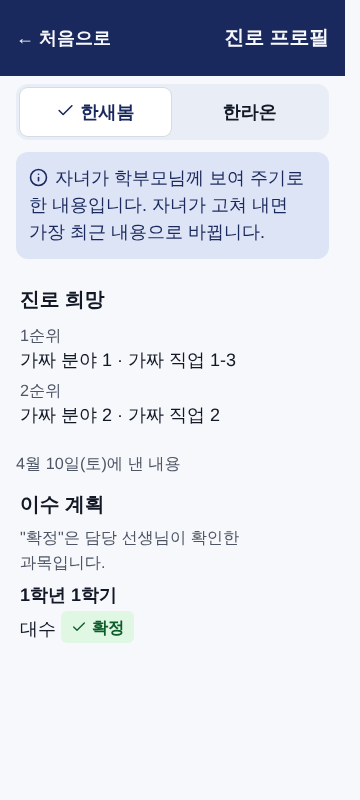 ← 처음으로
진로 프로필
한새봄
한라온
자녀가 학부모님께 보여 주기로
한 내용입니다. 자녀가 고쳐 내면
가장 최근 내용으로 바뀝니다.
진로 희망
1순위
가짜 분야 1 · 가짜 직업 1-3
2순위
가짜 분야 2 · 가짜 직업 2
4월 10일(토)에 낸 내용
이수 계획
"확정"은 담당 선생님이 확인한
과목입니다.
1학년 1학기
대수 확정